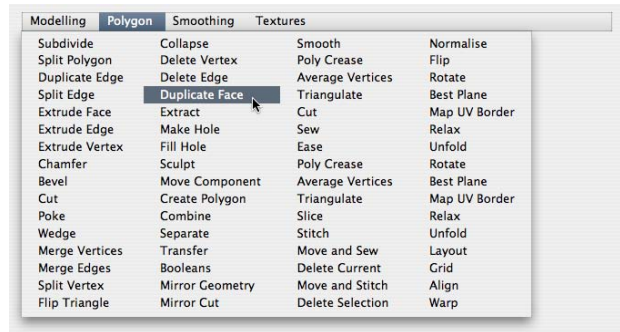 Modelling Polygon Smoothing Textures
Subdivide Collapse Smooth Normalise
Split Polygon Delete Vertex Poly Crease Flip
Duplicate Edge Delete Edge Average Vertices Rotate
Split Edge Duplicate Face Triangulate Best Plane
Extrude Face Extract Cut Map UV Border
Extrude Edge Make Hole Sew Relax
Extrude Vertex Fill Hole Ease Unfold
Chamfer Sculpt Poly Crease Rotate
Bevel Move Component Average Vertices Best Plane
Cut Create Polygon Triangulate Map UV Border
Poke Combine Slice Relax
Wedge Separate Stitch Unfold
Merge Vertices Transfer Move and Sew Layout
Merge Edges Booleans Delete Current Grid
Split Vertex Mirror Geometry Move and Stitch Align
Flip Triangle Mirror Cut Delete Selection Warp